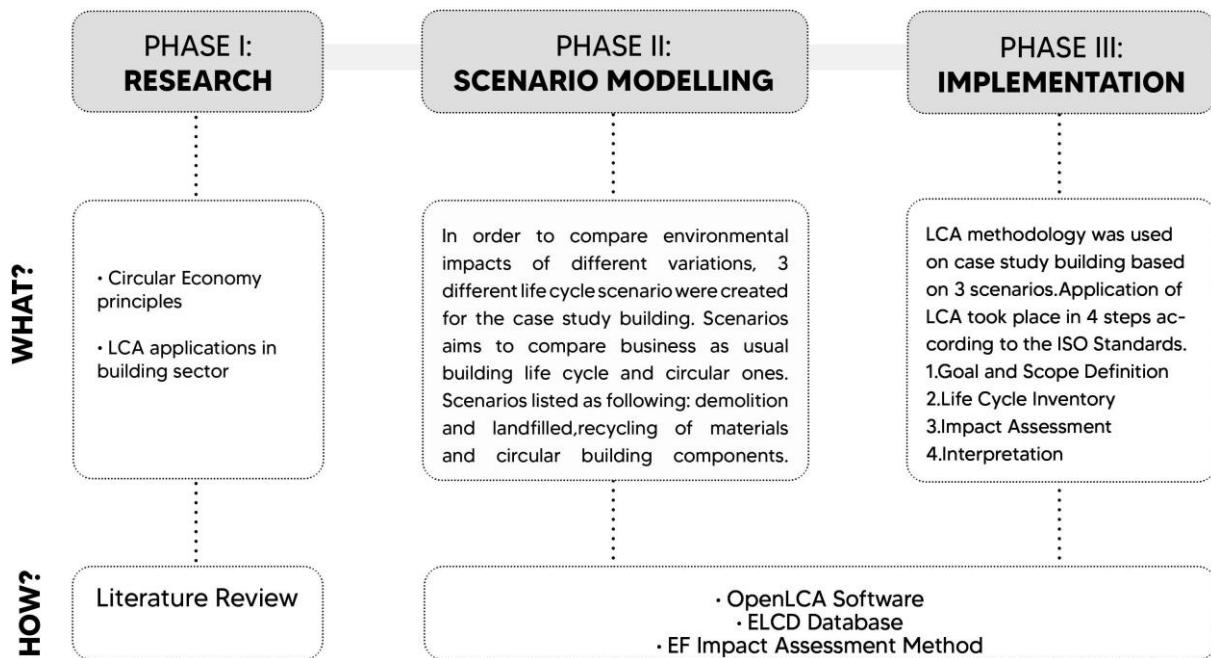 PHASE I:
RESEARCH
PHASE II:
SCENARIO MODELLING
PHASE III:
IMPLEMENTATION
WHAT?
• Circular Economy
principles
• LCA applications in
building sector
In order to compare environmental
impacts of different variations, 3
different life cycle scenario were created
for the case study building. Scenarios
aims to compare business as usual
building life cycle and circular ones.
Scenarios listed as following: demolition
and landfilled,recycling of materials
and circular building components.
LCA methodology was used
on case study building based
on 3 scenarios.Application of
LCA took place in 4 steps ac-
cording to the ISO Standards.
1.Goal and Scope Definition
2.Life Cycle Inventory
3.Impact Assessment
4.Interpretation
HOW?
Literature Review
• OpenLCA Software
• ELCD Database
• EF Impact Assessment Method